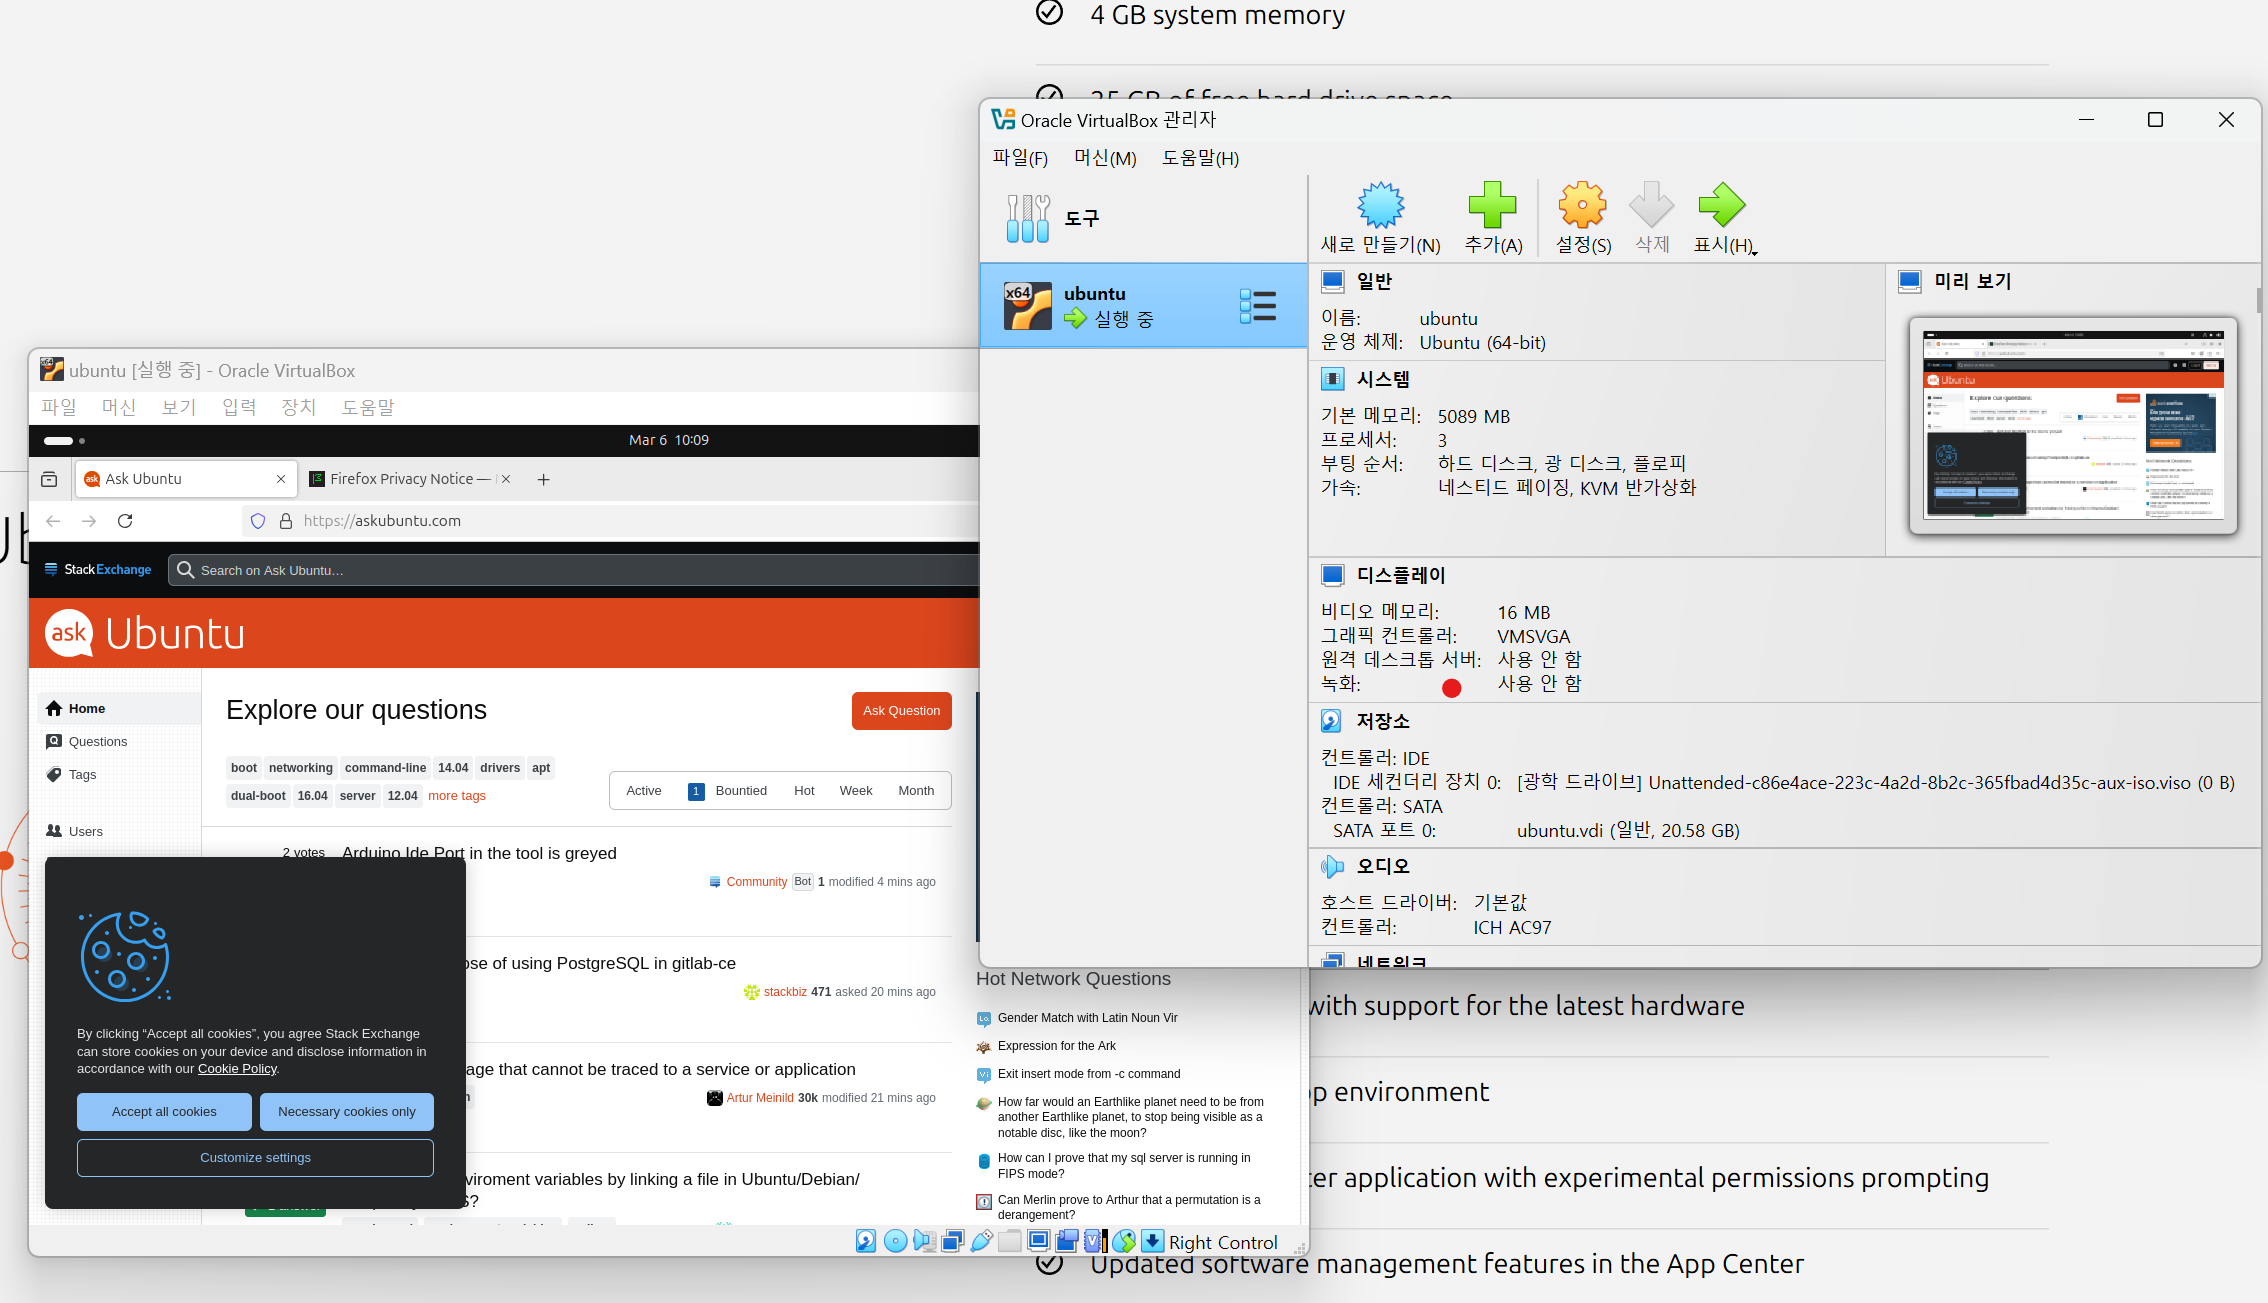 4 GB system memory
25 GB of free hard drive space
Oracle VirtualBox 관리자
파일(F) 머신(M) 도움말(H)
도구
새로 만들기(N) 추가(A) 설정(S) 삭제 표시(H)
ubuntu
실행 중
일반
이름: ubuntu
운영 체제: Ubuntu (64-bit)
미리 보기
시스템
기본 메모리: 5089 MB
프로세서: 3
부팅 순서: 하드 디스크, 광 디스크, 플로피
가속: 네스티드 페이징, KVM 반가상화
디스플레이
비디오 메모리: 16 MB
그래픽 컨트롤러: VMSVGA
원격 데스크톱 서버: 사용 안 함
녹화: 사용 안 함
저장소
컨트롤러: IDE
IDE 세컨더리 장치 0: [광학 드라이브] Unattended-c86e4ace-223c-4a2d-8b2c-365fbad4d35c-aux-iso.viso (0 B)
컨트롤러: SATA
SATA 포트 0: ubuntu.vdi (일반, 20.58 GB)
오디오
호스트 드라이버: 기본값
컨트롤러: ICH AC97
네트워크
ubuntu [실행 중] - Oracle VirtualBox
파일 머신 보기 입력 장치 도움말
Mar 6 10:09
Ask Ubuntu
Firefox Privacy Notice —
https://askubuntu.com
StackExchange
Search on Ask Ubuntu…
ask Ubuntu
Home
Questions
Tags
Users
Explore our questions
Ask Question
boot networking command-line 14.04 drivers apt
dual-boot 16.04 server 12.04 more tags
Active 1 Bountied Hot Week Month
2 votes
Arduino Ide Port in the tool is greyed
Community Bot 1 modified 4 mins ago
ose of using PostgreSQL in gitlab-ce
stackbiz 471 asked 20 mins ago
age that cannot be traced to a service or application
Artur Meinild 30k modified 21 mins ago
viroment variables by linking a file in Ubuntu/Debian/
S?
By clicking “Accept all cookies”, you agree Stack Exchange
can store cookies on your device and disclose information in
accordance with our Cookie Policy.
Accept all cookies
Necessary cookies only
Customize settings
Hot Network Questions
Gender Match with Latin Noun Vir
Expression for the Ark
Exit insert mode from -c command
How far would an Earthlike planet need to be from
another Earthlike planet, to stop being visible as a
notable disc, like the moon?
How can I prove that my sql server is running in
FIPS mode?
Can Merlin prove to Arthur that a permutation is a
derangement?
Right Control
with support for the latest hardware
op environment
ter application with experimental permissions prompting
Updated software management features in the App Center